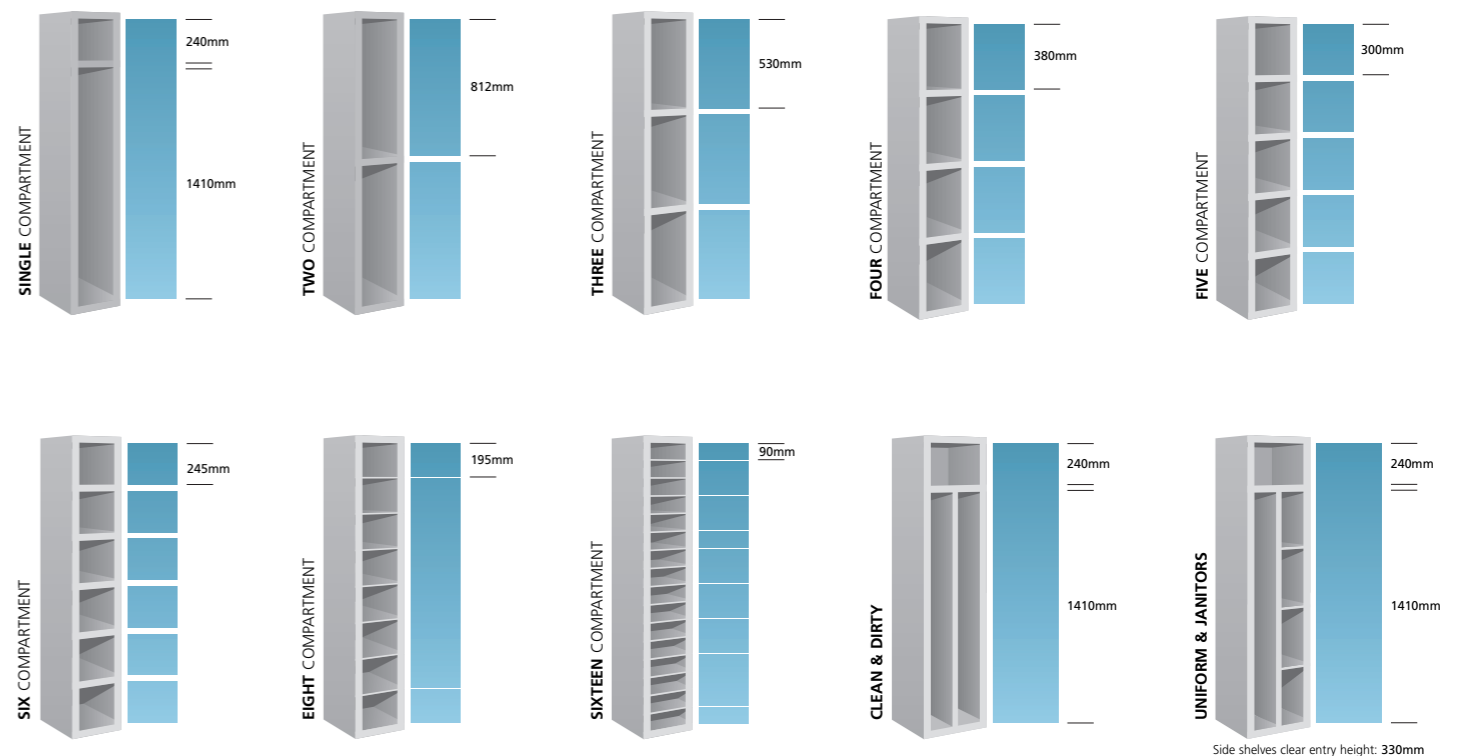 SINGLE COMPARTMENT
240mm
1410mm
TWO COMPARTMENT
812mm
THREE COMPARTMENT
530mm
FOUR COMPARTMENT
380mm
FIVE COMPARTMENT
300mm
SIX COMPARTMENT
245mm
EIGHT COMPARTMENT
195mm
SIXTEEN COMPARTMENT
90mm
CLEAN & DIRTY
240mm
1410mm
UNIFORM & JANITORS
240mm
1410mm
Side shelves clear entry height: 330mm